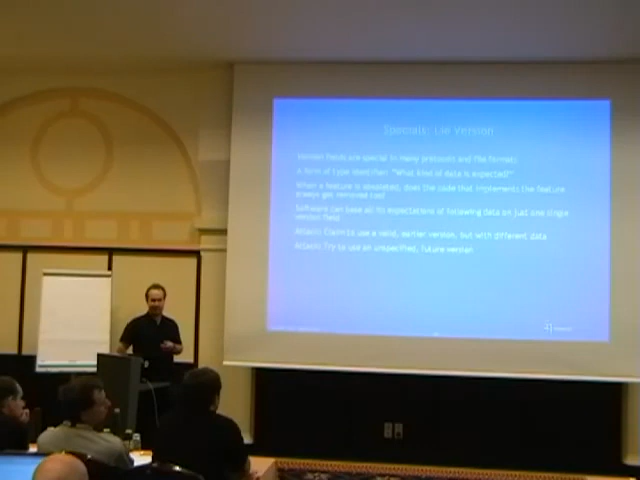 Specials: Lie Version
Version fields are special in many protocols and file formats
A form of type identifier: "What kind of data is expected?"
When a feature is obsoleted, does the code that implements the feature
always get removed too?
Software can base all its expectations of following data on just one single
version field
Attack: Claim to use a valid, earlier version, but with different data
Attack: Try to use an unspecified, future version